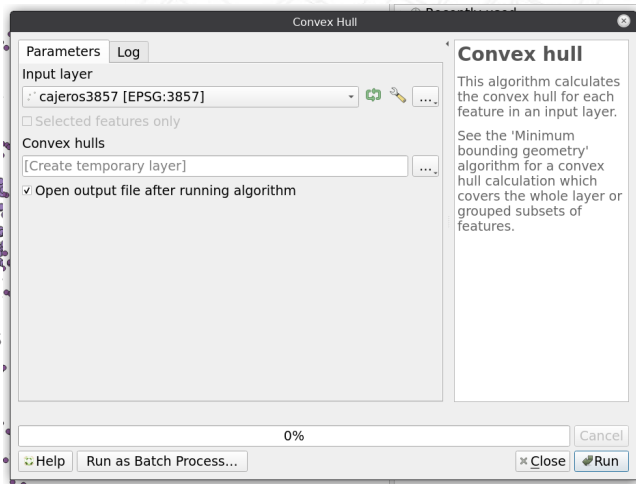 Recently used
Convex Hull
Parameters Log
Input layer
cajeros3857 [EPSG:3857]
...
Selected features only
Convex hulls
[Create temporary layer]
...
Open output file after running algorithm
Convex hull
This algorithm calculates
the convex hull for each
feature in an input layer.
See the 'Minimum
bounding geometry'
algorithm for a convex
hull calculation which
covers the whole layer or
grouped subsets of
features.
0%
Cancel
Help Run as Batch Process... Close Run